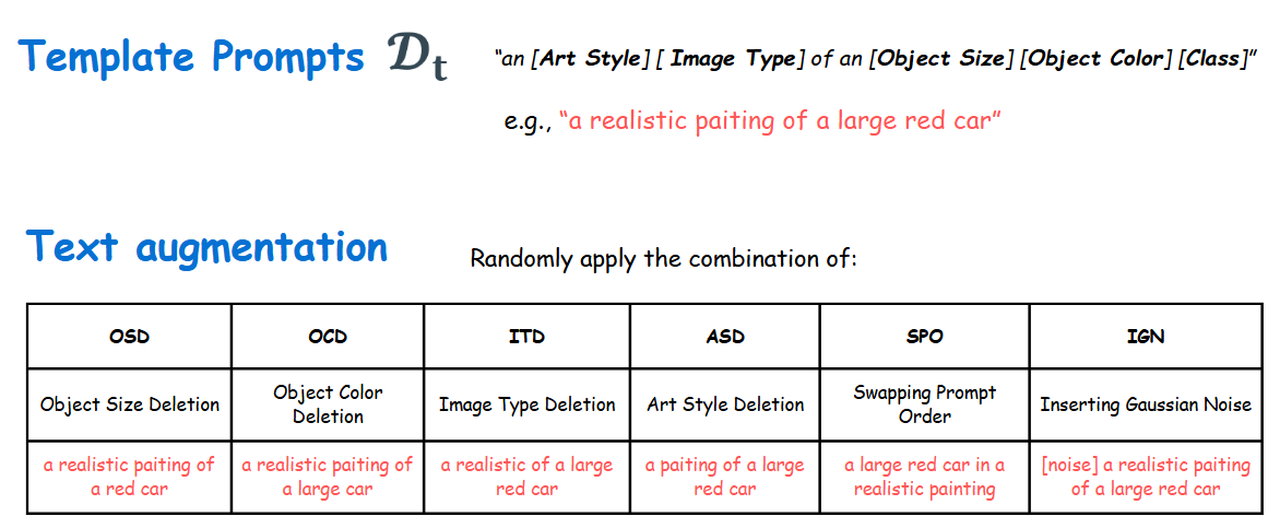 Template Prompts 𝒟t
“an [Art Style] [ Image Type] of an [Object Size] [Object Color] [Class]”
e.g., “a realistic paiting of a large red car”
Text augmentation
Randomly apply the combination of:
OSD OCD ITD ASD SPO IGN
Object Size Deletion
Object Color
Deletion
Image Type Deletion
Art Style Deletion
Swapping Prompt
Order
Inserting Gaussian Noise
a realistic paiting of
a red car
a realistic paiting of
a large car
a realistic of a large
red car
a paiting of a large
red car
a large red car in a
realistic painting
[noise] a realistic paiting
of a large red car